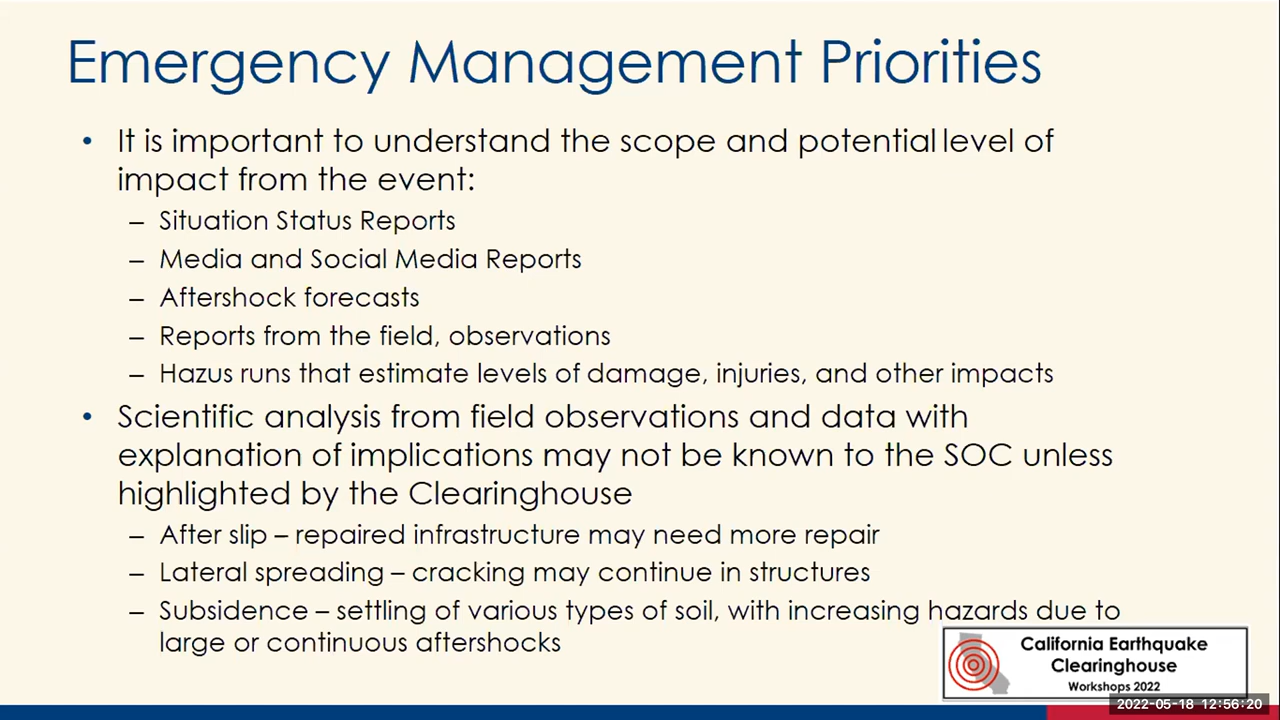 Emergency Management Priorities
• It is important to understand the scope and potential level of
impact from the event:
– Situation Status Reports
– Media and Social Media Reports
– Aftershock forecasts
– Reports from the field, observations
– Hazus runs that estimate levels of damage, injuries, and other impacts
• Scientific analysis from field observations and data with
explanation of implications may not be known to the SOC unless
highlighted by the Clearinghouse
– After slip – repaired infrastructure may need more repair
– Lateral spreading – cracking may continue in structures
– Subsidence – settling of various types of soil, with increasing hazards due to
large or continuous aftershocks
California Earthquake
Clearinghouse
Workshops 2022
2022-05-18 12:56:20